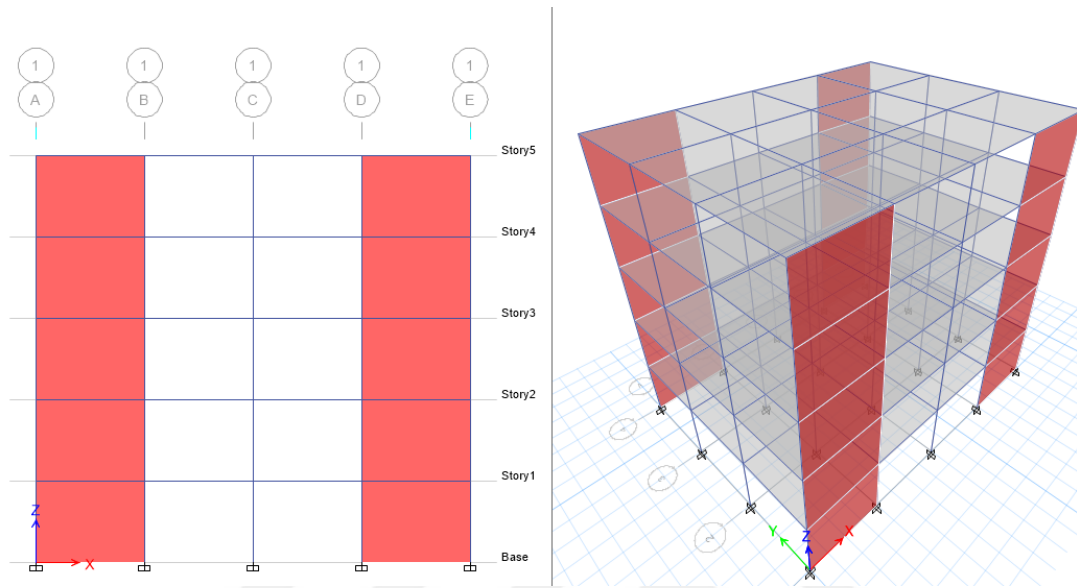 1 1 1 1 1
A B C D E
Story5
Story4
Story3
Story2
Story1
Z
X
Base
Y Z X